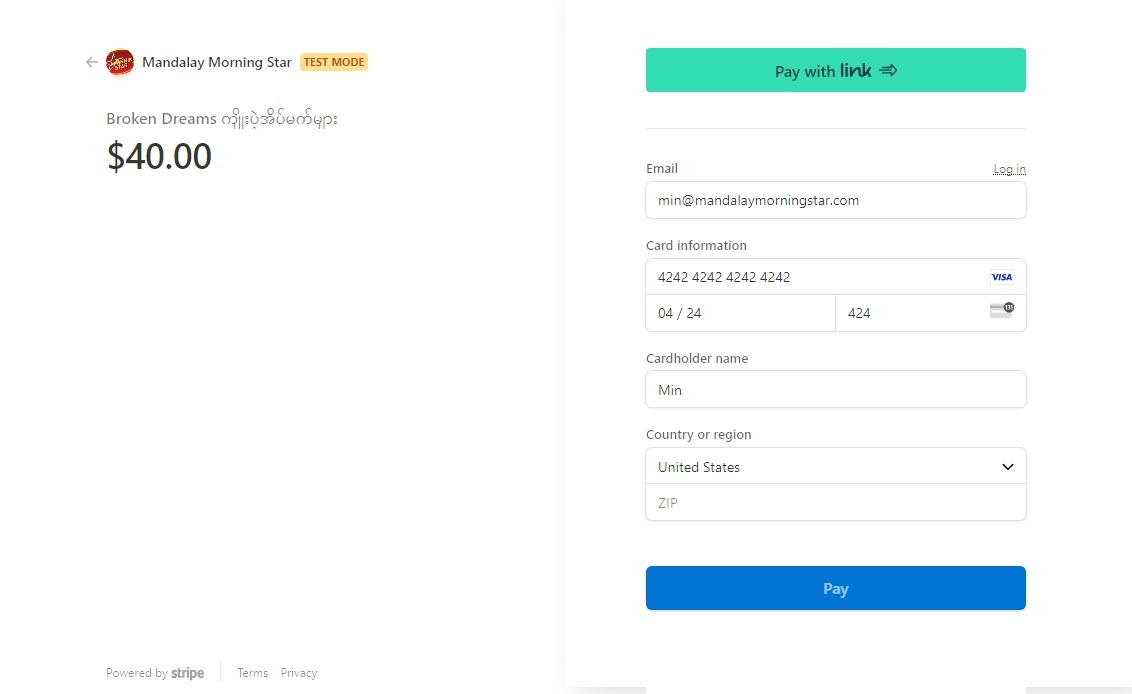 Mandalay Morning Star TEST MODE
Broken Dreams ကျိုးပဲ့အိပ်မက်များ
$40.00
Powered by stripe
Terms Privacy
Pay with link
Email Log in
min@mandalaymorningstar.com
Card information
4242 4242 4242 4242 VISA
04 / 24 424
Cardholder name
Min
Country or region
United States
ZIP
Pay